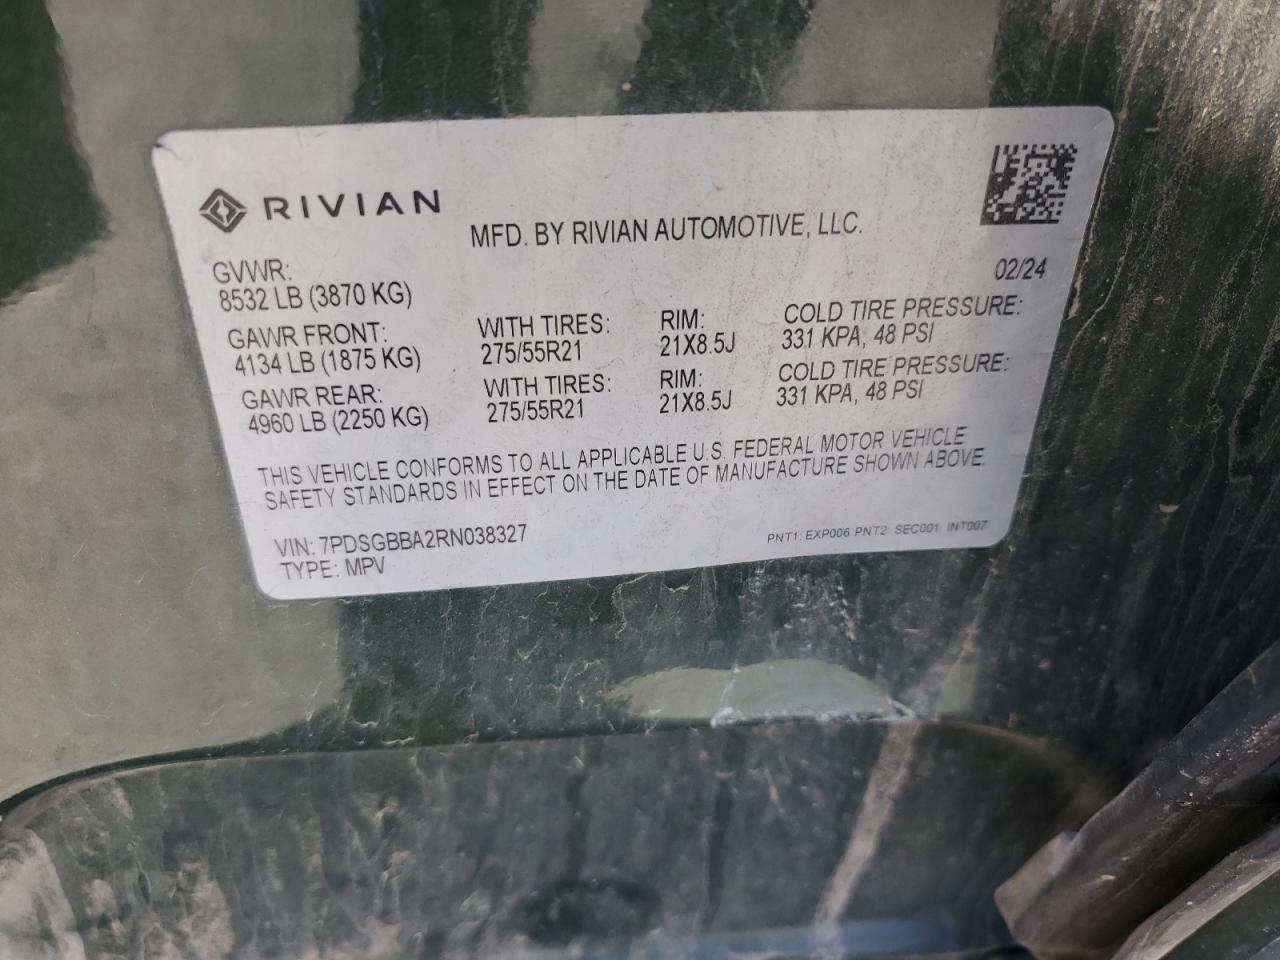 RIVIAN
MFD. BY RIVIAN AUTOMOTIVE, LLC.
02/24
GVWR:
8532 LB (3870 KG)
GAWR FRONT: WITH TIRES: RIM: COLD TIRE PRESSURE:
4134 LB (1875 KG) 275/55R21 21X8.5J 331 KPA, 48 PSI
GAWR REAR: WITH TIRES: RIM: COLD TIRE PRESSURE:
4960 LB (2250 KG) 275/55R21 21X8.5J 331 KPA, 48 PSI
THIS VEHICLE CONFORMS TO ALL APPLICABLE U.S. FEDERAL MOTOR VEHICLE
SAFETY STANDARDS IN EFFECT ON THE DATE OF MANUFACTURE SHOWN ABOVE.
VIN: 7PDSGBBA2RN038327
TYPE: MPV
PNT1: EXP006 PNT2: SEC001 INT007